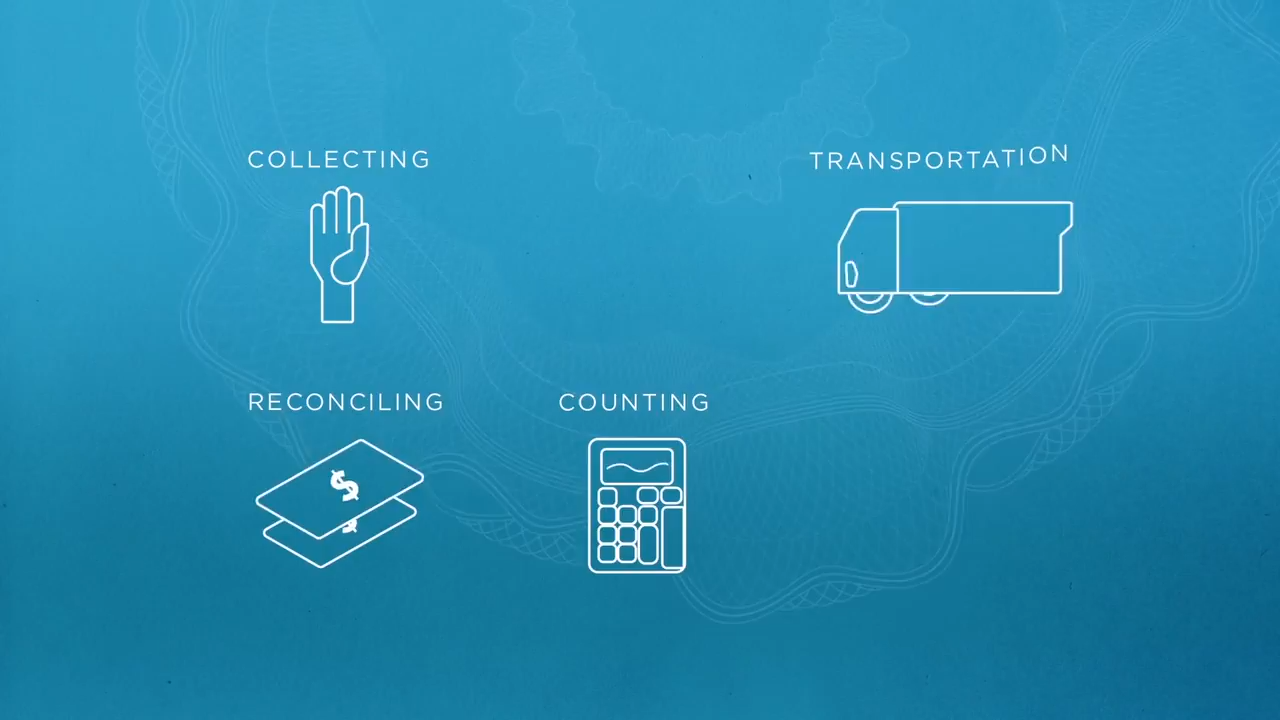 COLLECTING
TRANSPORTATION
RECONCILING
COUNTING
$
$